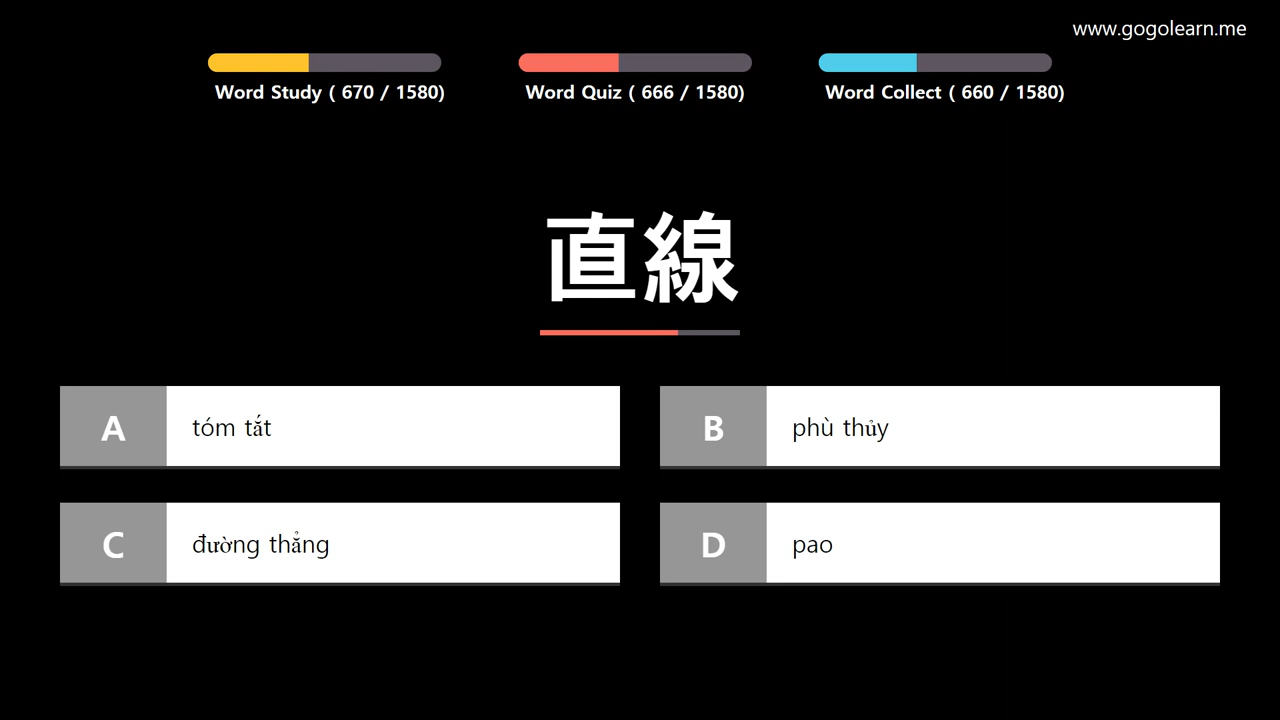 www.gogolearn.me
Word Study ( 670 / 1580)
Word Quiz ( 666 / 1580)
Word Collect ( 660 / 1580)
直線
A tóm tắt
B phù thủy
C đường thẳng
D pao